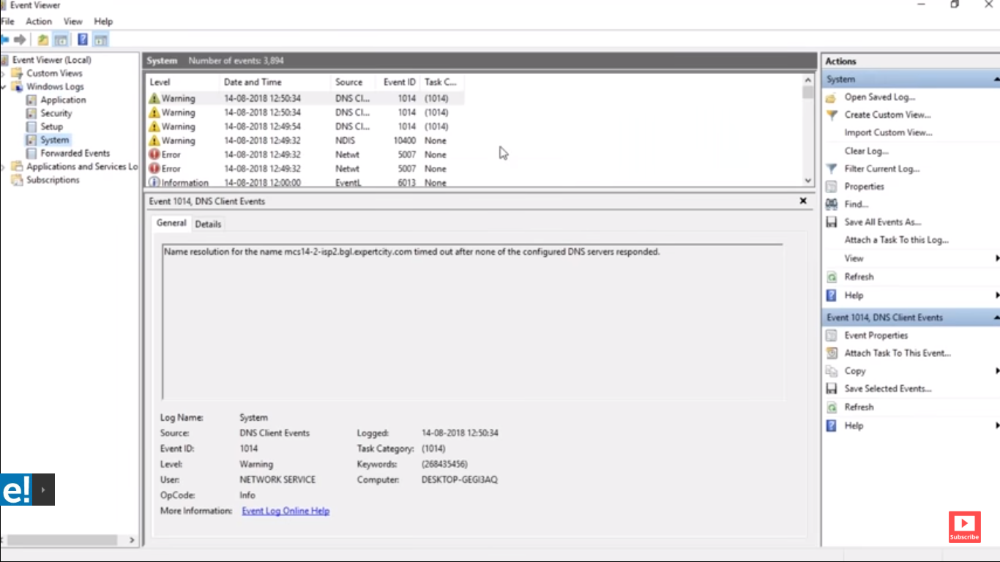 Event Viewer
File Action View Help
Event Viewer (Local)
Custom Views
Windows Logs
Application
Security
Setup
System
Forwarded Events
Applications and Services Lo
Subscriptions
System Number of events: 3,894
Level Date and Time Source Event ID Task C...
Warning 14-08-2018 12:50:34 DNS Cl... 1014 (1014)
Warning 14-08-2018 12:50:34 DNS Cl... 1014 (1014)
Warning 14-08-2018 12:49:54 DNS Cl... 1014 (1014)
Warning 14-08-2018 12:49:32 NDIS 10400 None
Error 14-08-2018 12:49:32 Netwt 5007 None
Error 14-08-2018 12:49:32 Netwt 5007 None
Information 14-08-2018 12:00:00 EventL 6013 None
Event 1014, DNS Client Events
General Details
Name resolution for the name mcs14-2-isp2.bgl.expertcity.com timed out after none of the configured DNS servers responded.
Log Name: System
Source: DNS Client Events Logged: 14-08-2018 12:50:34
Event ID: 1014 Task Category: (1014)
Level: Warning Keywords: (268435456)
User: NETWORK SERVICE Computer: DESKTOP-GEGI3AQ
OpCode: Info
More Information: Event Log Online Help
Actions
System
Open Saved Log...
Create Custom View...
Import Custom View...
Clear Log...
Filter Current Log...
Properties
Find...
Save All Events As...
Attach a Task To this Log...
View
Refresh
Help
Event 1014, DNS Client Events
Event Properties
Attach Task To This Event...
Copy
Save Selected Events...
Refresh
Help
e!
Subscribe